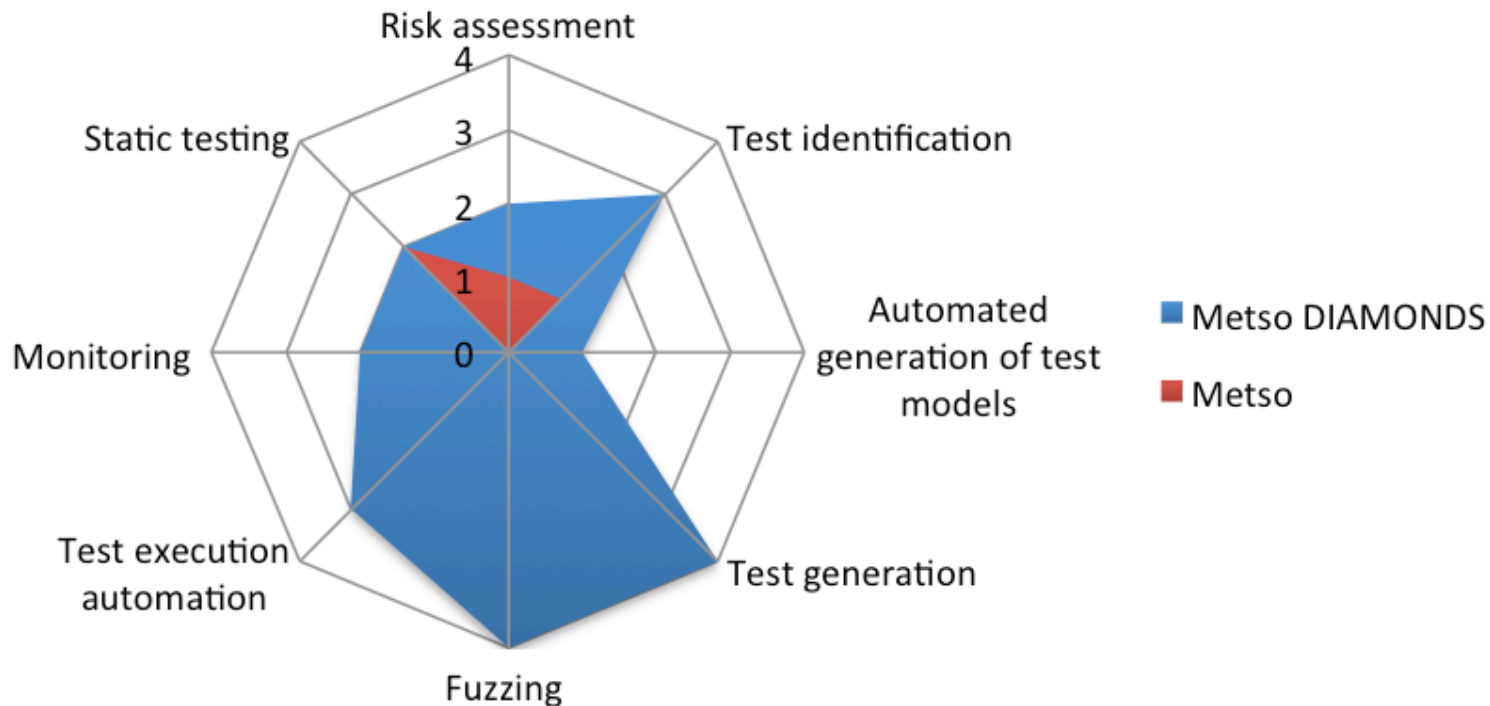 Risk assessment
4
Static testing
3
Test identification
2
1
Automated
generation of test
models
Metso DIAMONDS
Monitoring
0
Metso
Test execution
automation
Test generation
Fuzzing